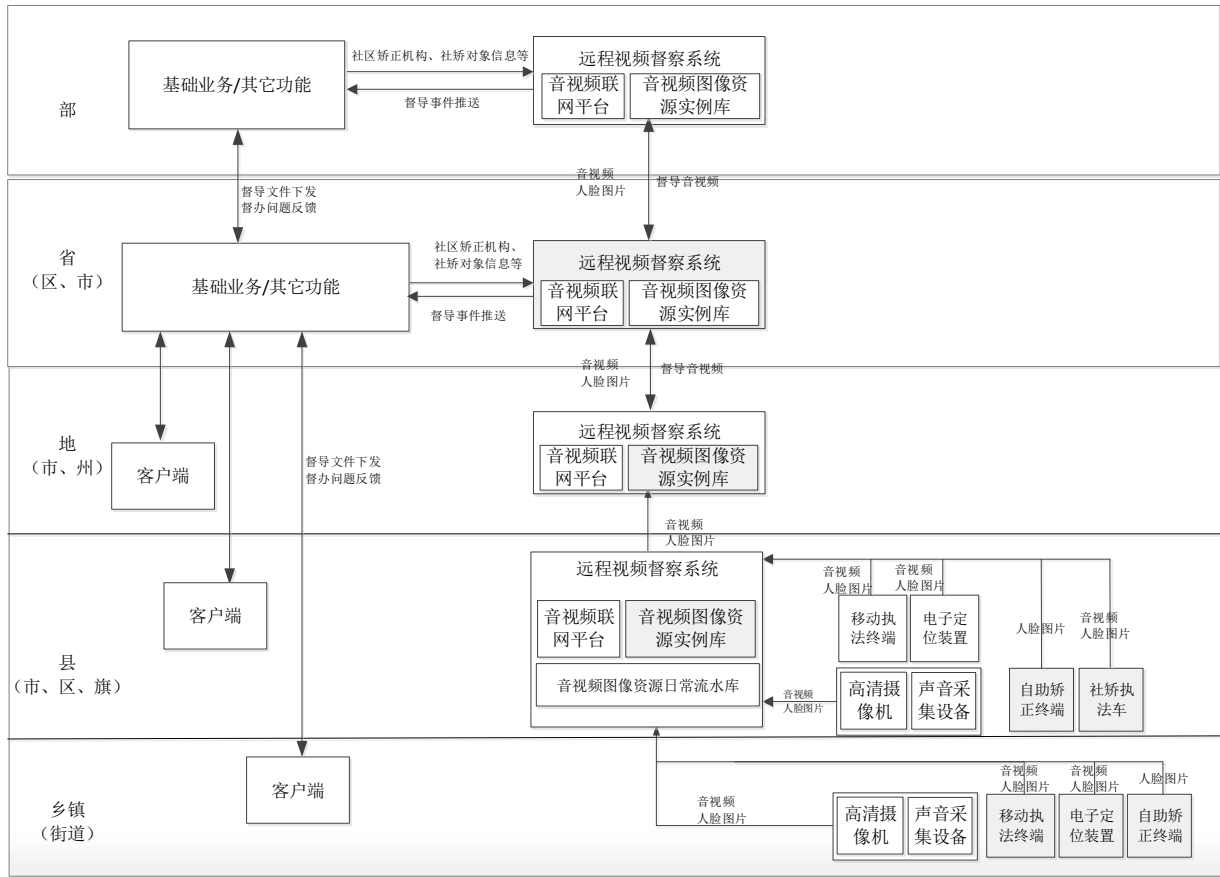 部
基础业务/其它功能
社区矫正机构、社矫对象信息等
督导事件推送
远程视频督察系统
音视频联
网平台
音视频图像资
源实例库
督导文件下发
督办问题反馈
音视频
人脸图片
督导音视频
省
（区、市）
基础业务/其它功能
社区矫正机构、
社矫对象信息等
督导事件推送
远程视频督察系统
音视频联
网平台
音视频图像资
源实例库
音视频
人脸图片
督导音视频
地
（市、州）
客户端
督导文件下发
督办问题反馈
远程视频督察系统
音视频联
网平台
音视频图像资
源实例库
音视频
人脸图片
县
（市、区、旗）
客户端
远程视频督察系统
音视频联
网平台
音视频图像资
源实例库
音视频图像资源日常流水库
音视频
人脸图片
音视频
人脸图片
移动执
法终端
电子定
位装置
人脸图片
音视频
人脸图片
音视频
人脸图片
高清摄
像机
声音采
集设备
自助矫
正终端
社矫执
法车
乡镇
（街道）
客户端
音视频
人脸图片
高清摄
像机
声音采
集设备
音视频
人脸图片
音视频
人脸图片
人脸图片
移动执
法终端
电子定
位装置
自助矫
正终端